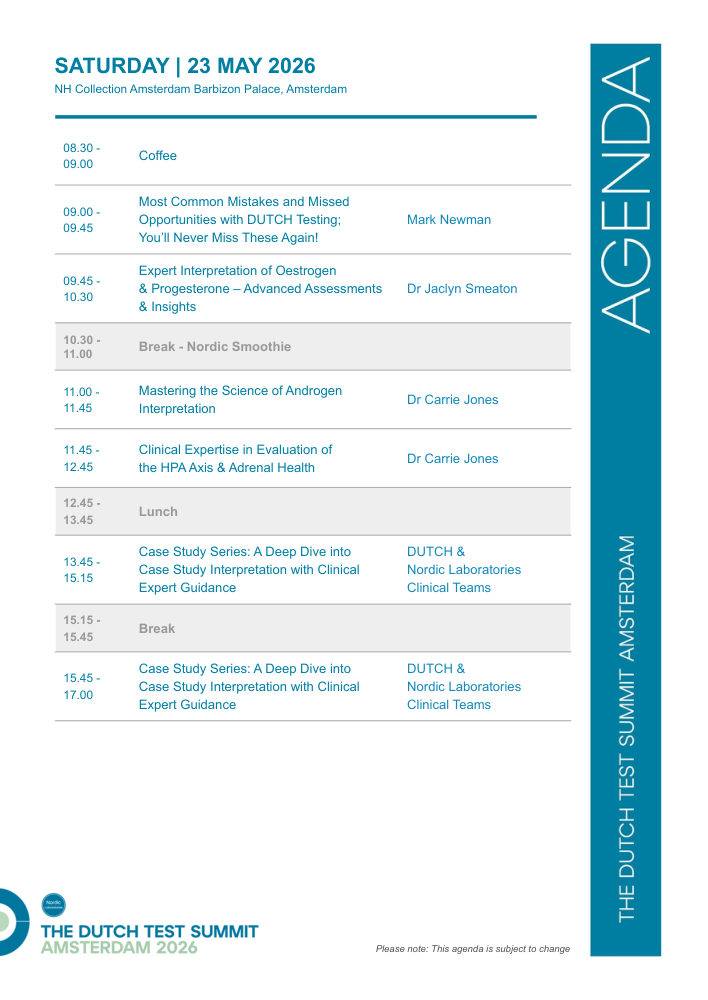 SATURDAY | 23 MAY 2026
NH Collection Amsterdam Barbizon Palace, Amsterdam
08.30 -
09.00
Coffee
09.00 -
09.45
Most Common Mistakes and Missed
Opportunities with DUTCH Testing;
You'll Never Miss These Again!
Mark Newman
09.45 -
10.30
Expert Interpretation of Oestrogen
& Progesterone – Advanced Assessments
& Insights
Dr Jaclyn Smeaton
10.30 -
11.00
Break - Nordic Smoothie
11.00 -
11.45
Mastering the Science of Androgen
Interpretation
Dr Carrie Jones
11.45 -
12.45
Clinical Expertise in Evaluation of
the HPA Axis & Adrenal Health
Dr Carrie Jones
12.45 -
13.45
Lunch
13.45 -
15.15
Case Study Series: A Deep Dive into
Case Study Interpretation with Clinical
Expert Guidance
DUTCH &
Nordic Laboratories
Clinical Teams
15.15 -
15.45
Break
15.45 -
17.00
Case Study Series: A Deep Dive into
Case Study Interpretation with Clinical
Expert Guidance
DUTCH &
Nordic Laboratories
Clinical Teams
AGENDA
THE DUTCH TEST SUMMIT AMSTERDAM
Nordic
THE DUTCH TEST SUMMIT
AMSTERDAM 2026
Please note: This agenda is subject to change